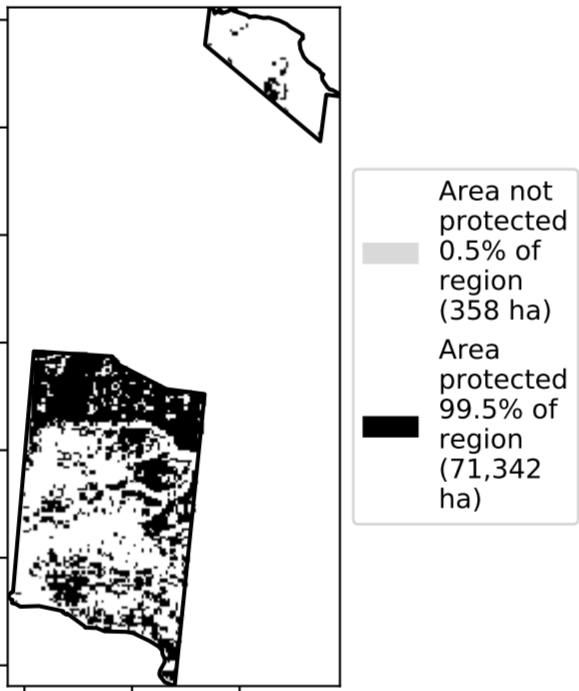 Area not
protected
0.5% of
region
(358 ha)
Area
protected
99.5% of
region
(71,342
ha)